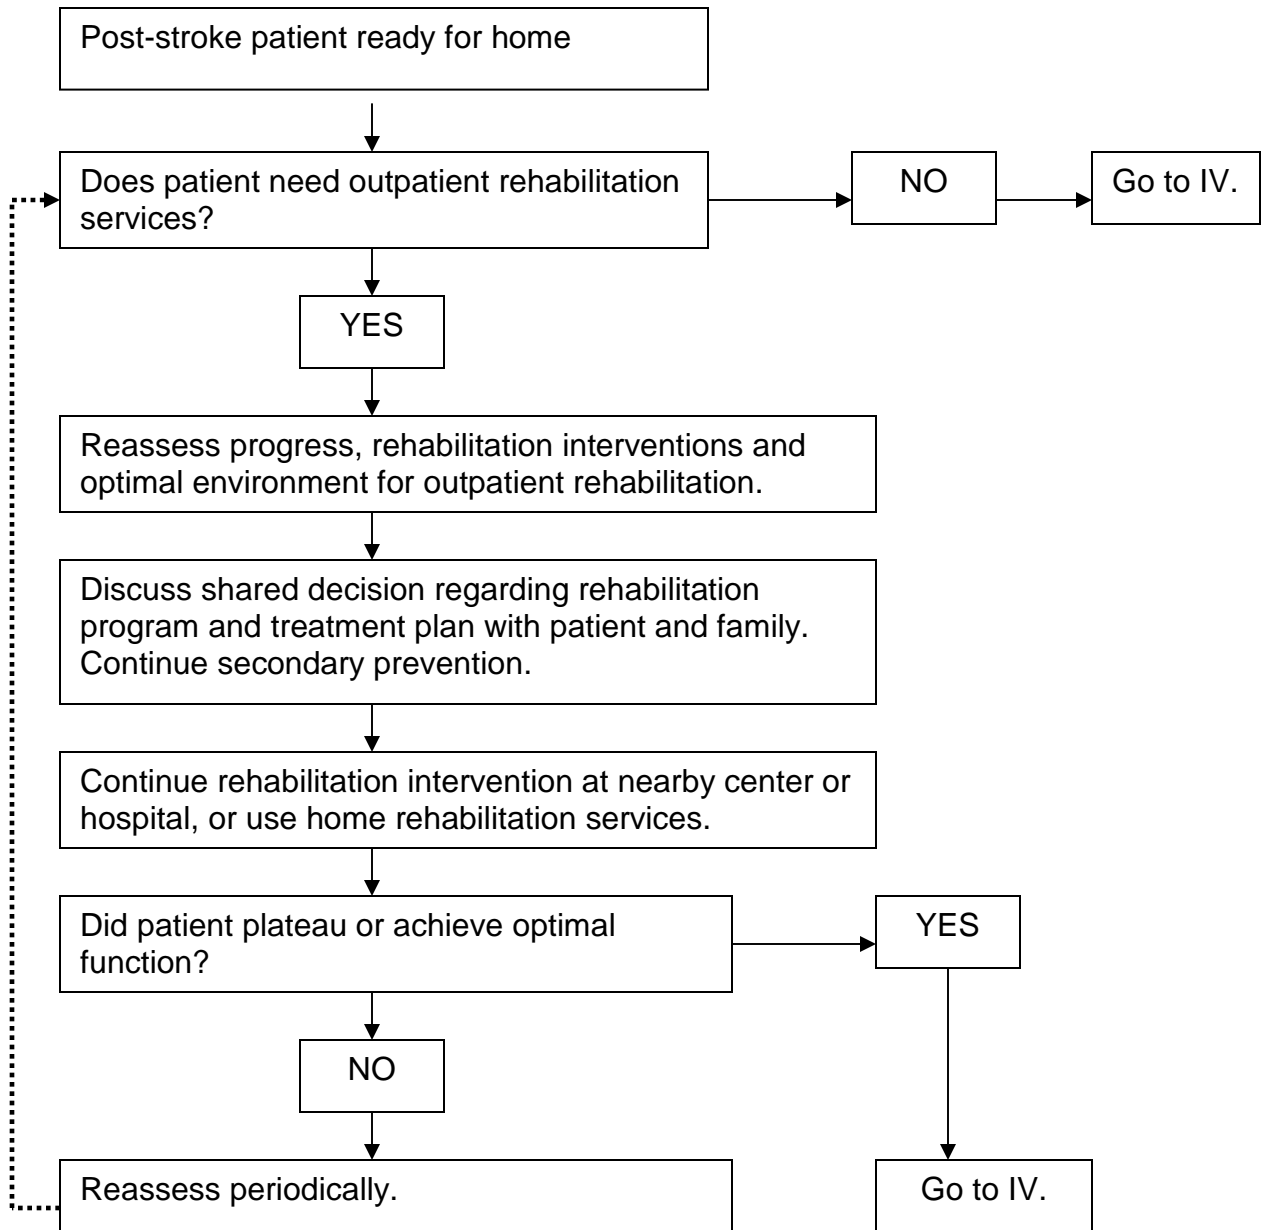 Post-stroke patient ready for home
Does patient need outpatient rehabilitation
services?
NO
Go to IV.
YES
Reassess progress, rehabilitation interventions and
optimal environment for outpatient rehabilitation.
Discuss shared decision regarding rehabilitation
program and treatment plan with patient and family.
Continue secondary prevention.
Continue rehabilitation intervention at nearby center or
hospital, or use home rehabilitation services.
Did patient plateau or achieve optimal
function?
YES
NO
Reassess periodically.
Go to IV.